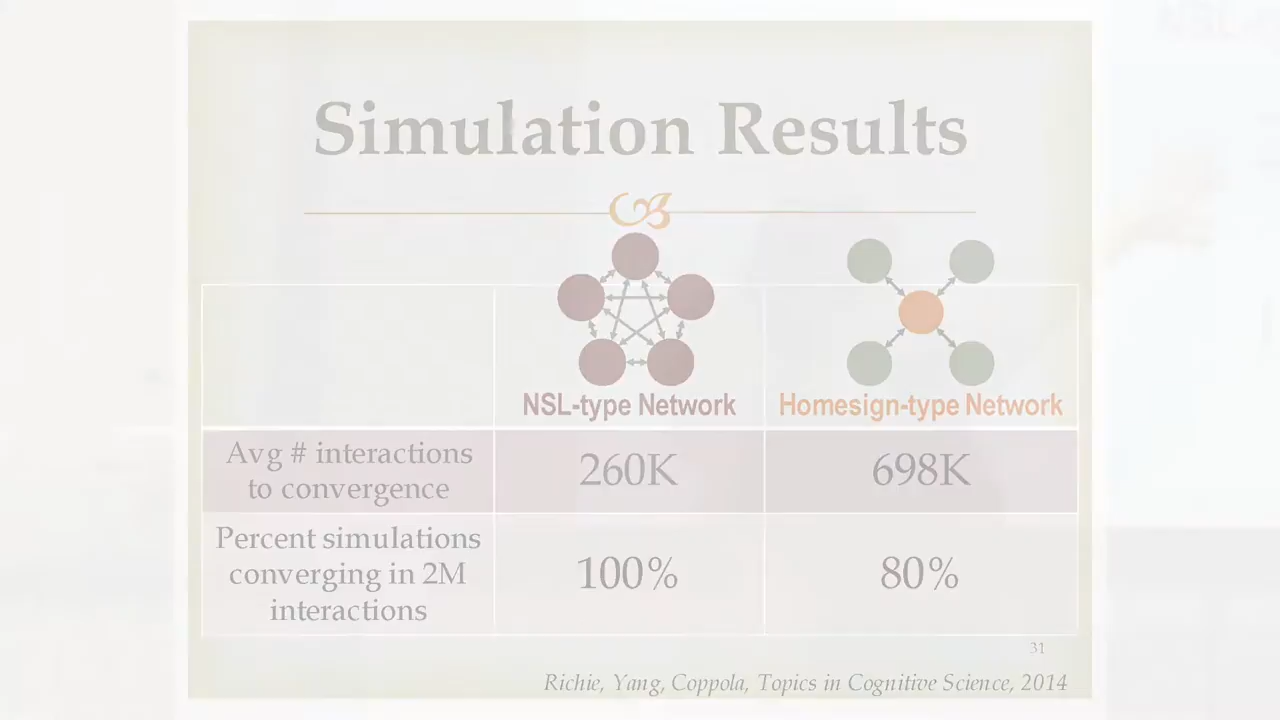 Simulation Results
NSL-type Network
Homesign-type Network
Avg # interactions
to convergence
260K
698K
Percent simulations
converging in 2M
interactions
100%
80%
31
Richie, Yang, Coppola, Topics in Cognitive Science, 2014